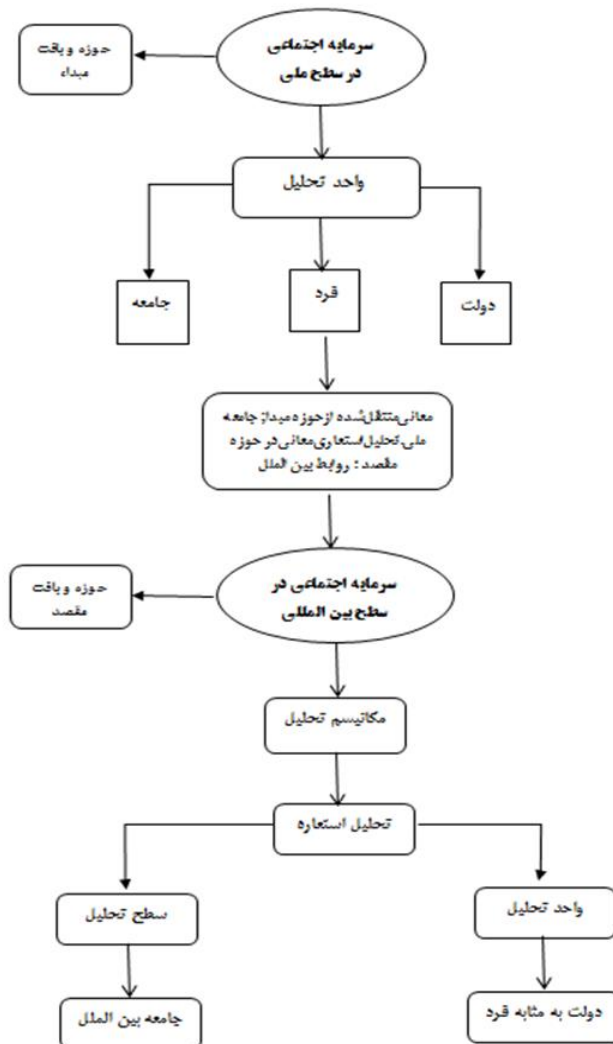 سرمایه اجتماعی
در سطح ملی
حوزه و بافت
مبداء
واحد تحلیل
دولت
فرد
جامعه
معانی منتقل شده از حوزه مبدا: جامعه
ملی تحلیل استعاری معانی در حوزه
مقصد : روابط بین الملل
سرمایه اجتماعی در
سطح بین المللی
حوزه و بافت
مقصد
مکانیسم تحلیل
تحلیل استعاره
واحد تحلیل
سطح تحلیل
دولت به مثابه فرد
جامعه بین الملل